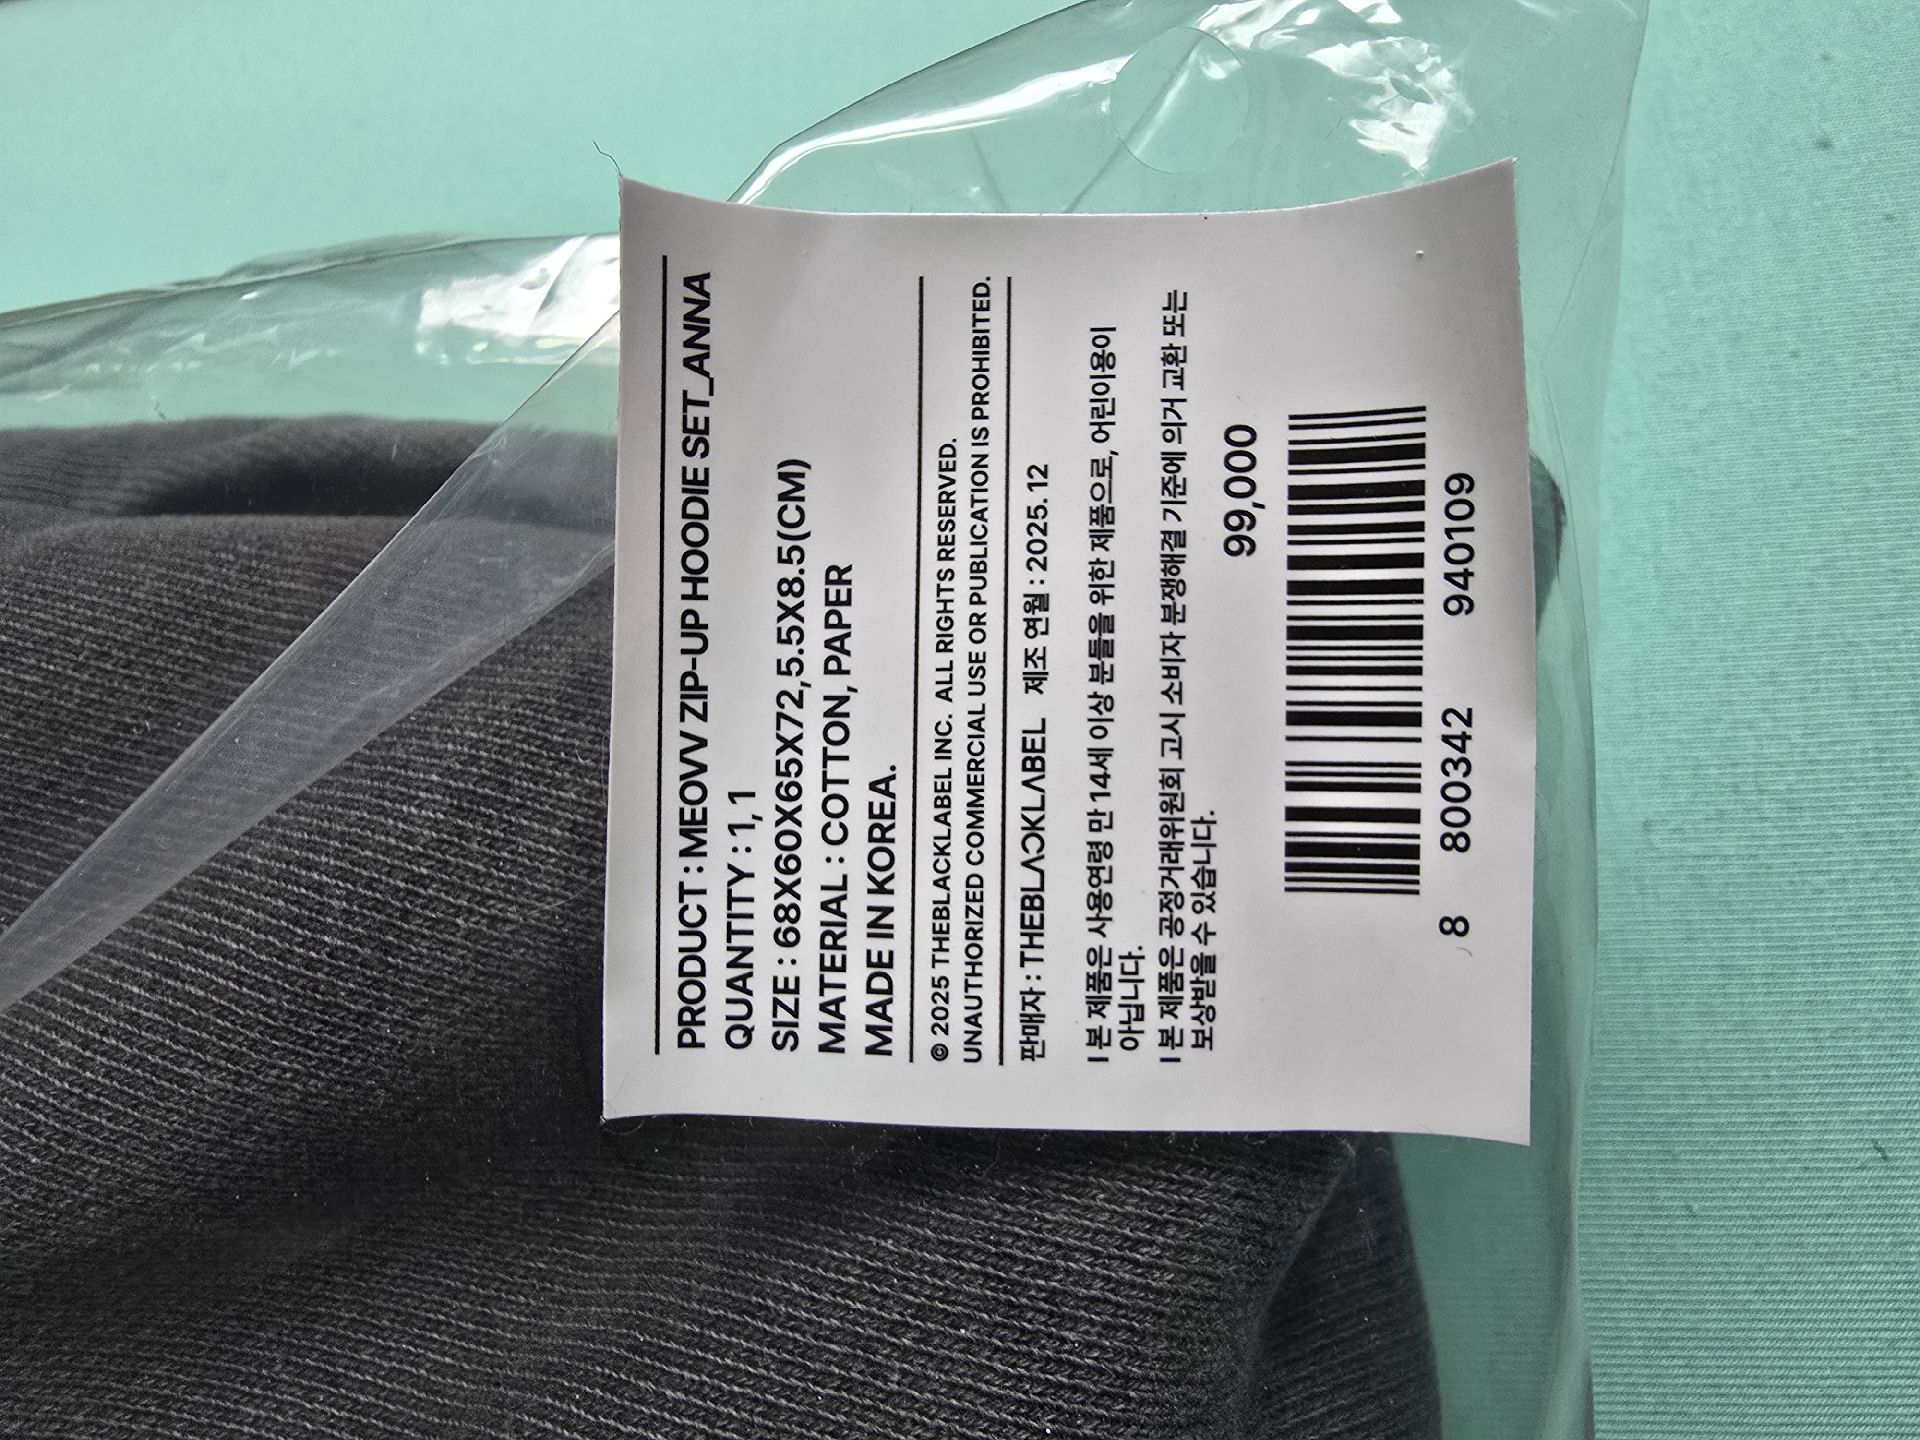 PRODUCT : MEOVV ZIP-UP HOODIE SET_ANNA
QUANTITY : 1, 1
SIZE : 68X60X65X72,5.5X8.5(CM)
MATERIAL : COTTON, PAPER
MADE IN KOREA.
© 2025 THEBLACKLABEL INC. ALL RIGHTS RESERVED.
UNAUTHORIZED COMMERCIAL USE OR PUBLICATION IS PROHIBITED.
판매자 : THEBLACKLABEL 제조 연월 : 2025. 12
I 본 제품은 사용연령 만 14세 이상 분들을 위한 제품으로, 어린이용이
아닙니다.
I 본 제품은 공정거래위원회 고시 소비자 분쟁해결 기준에 의거 교환 또는
보상받을 수 있습니다.
99,000
8 800342 940109